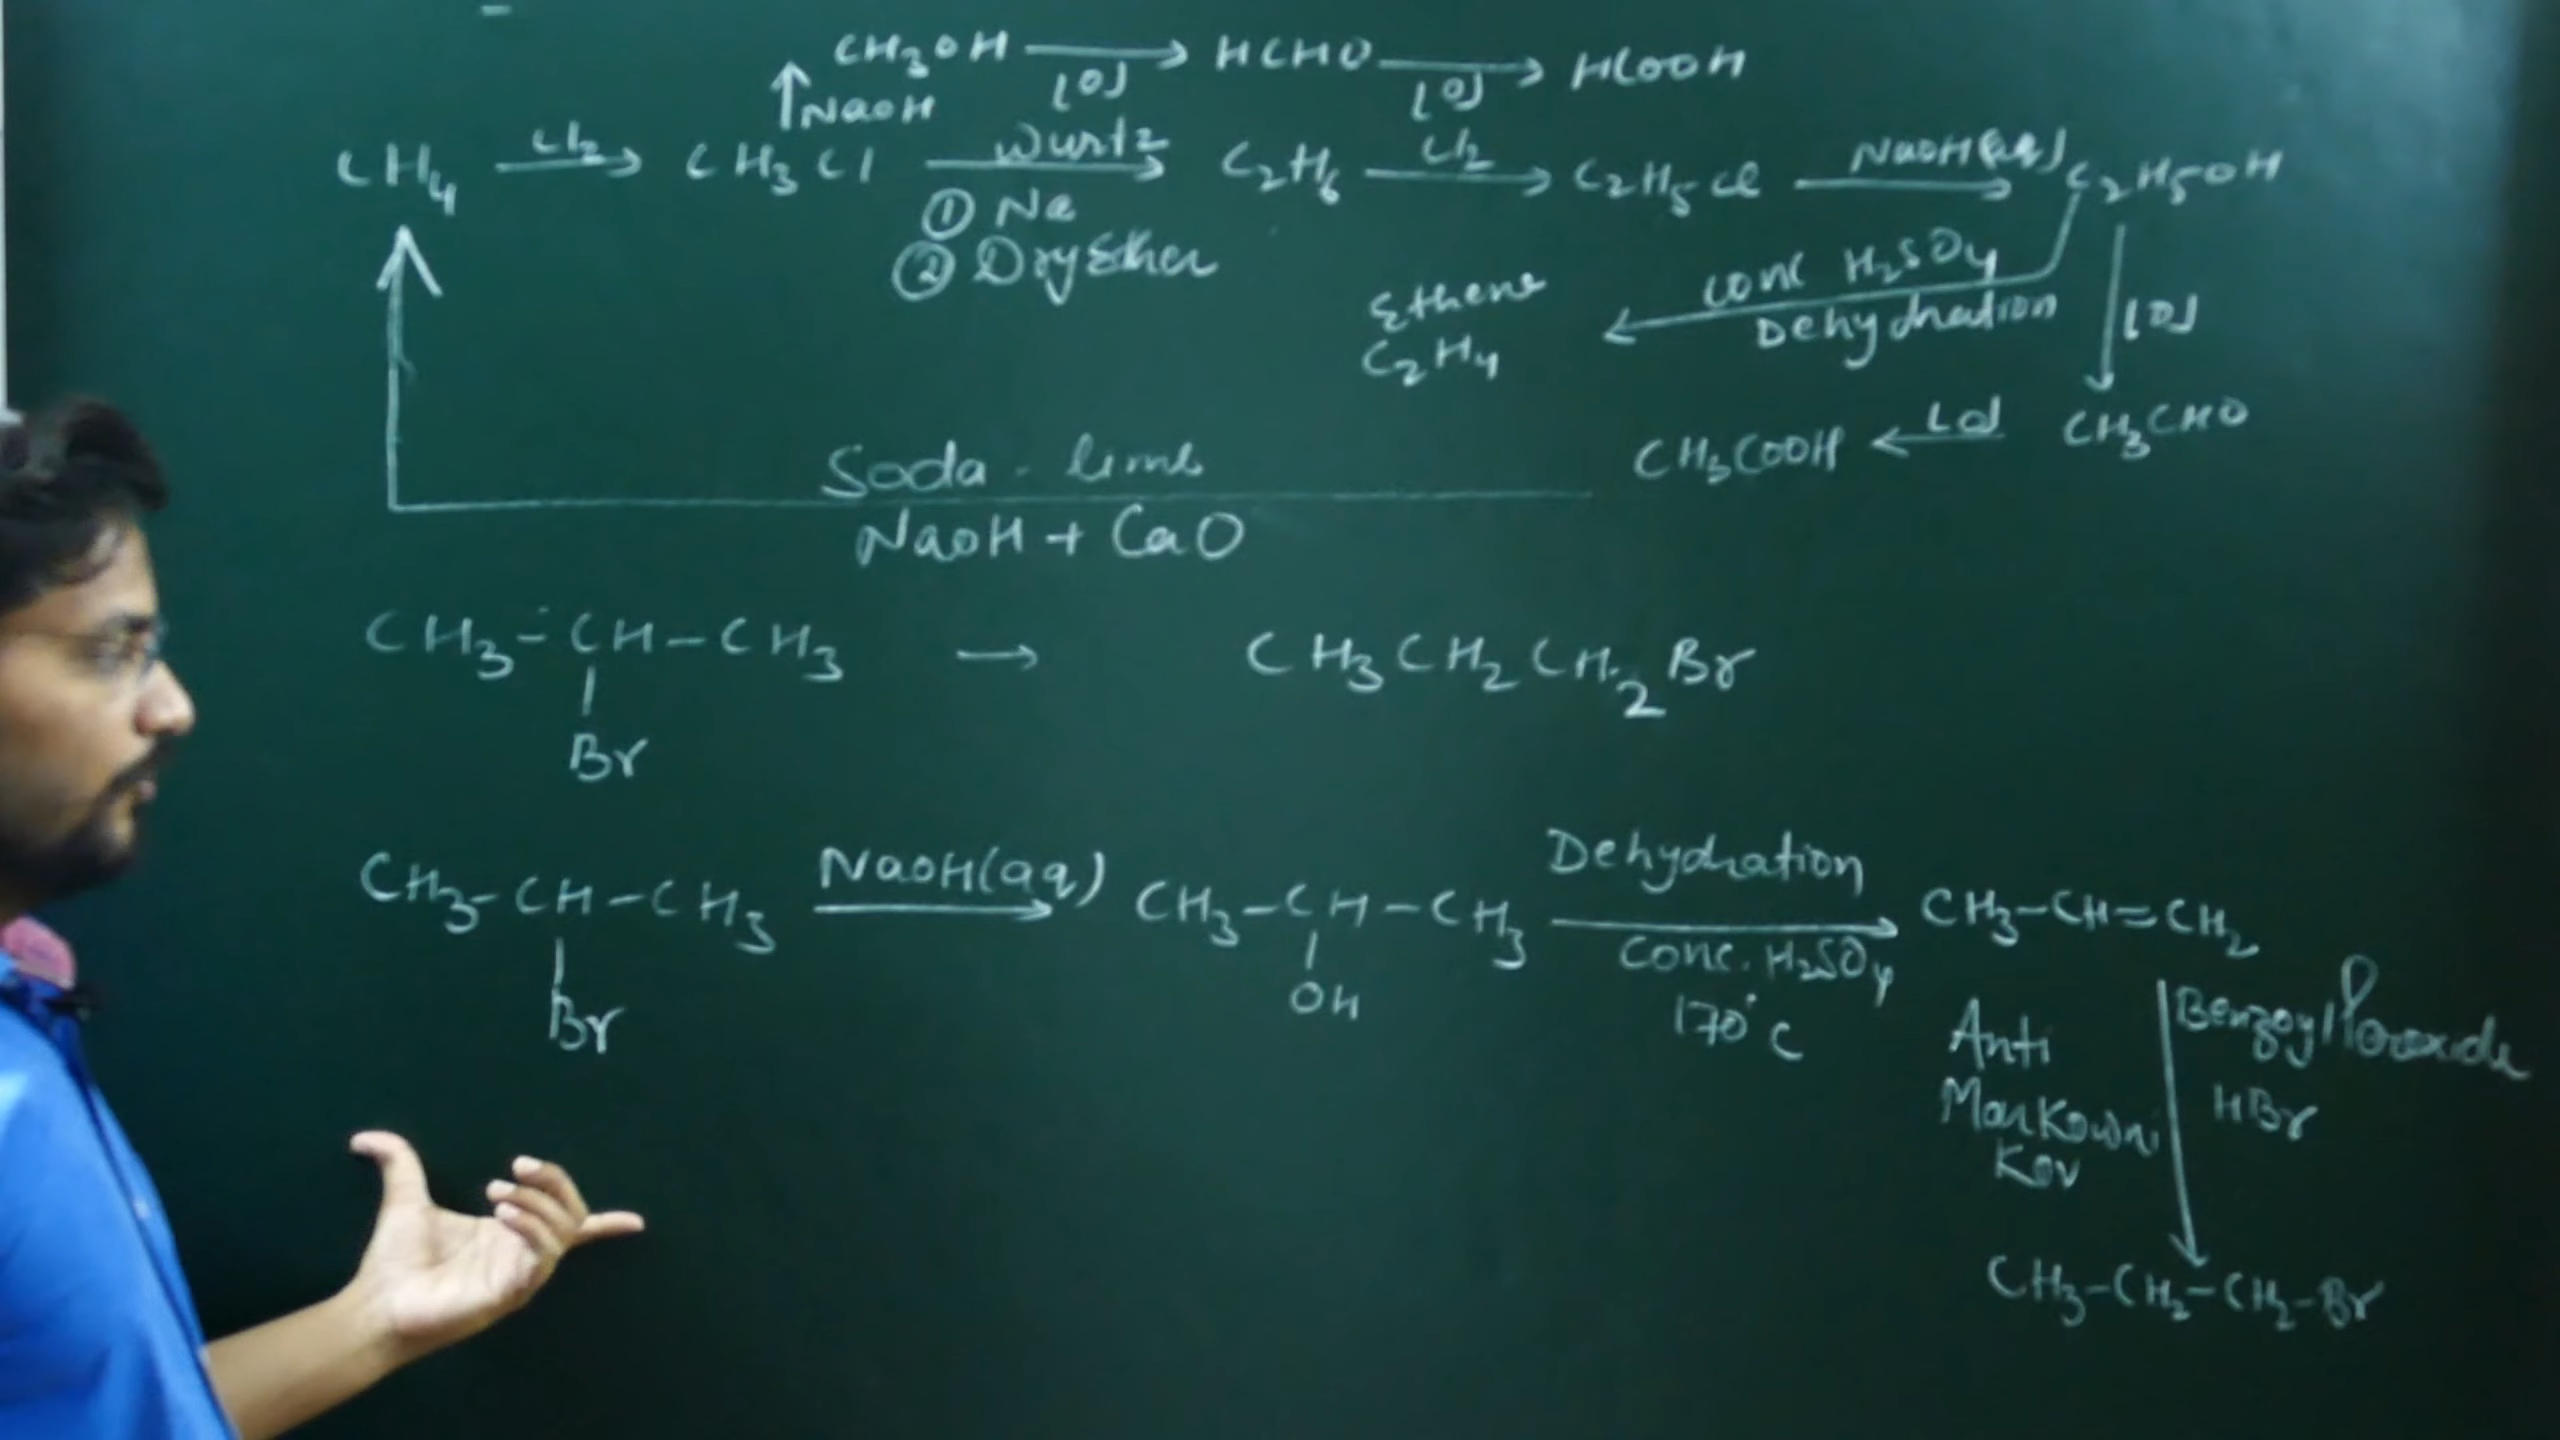 CH₃OH ⟶ HCHO ⟶ HCOOH
[O] [O]
↑NaOH
CH₄ ⟶ CH₃Cl ⟶ C₂H₆ ⟶ C₂H₅Cl ⟶ C₂H₅OH
Cl₂ Wurtz Cl₂ NaOH(aq)
① Na
② Dry Ether
Conc H₂SO₄
Dehydration
[O]
Ethene
C₂H₄
CH₃COOH ⟵ CH₃CHO
[O]
Soda-lime
NaOH + CaO
CH₃-CH-CH₃ → CH₃CH₂CH₂Br
|
Br
CH₃-CH-CH₃ ⟶ CH₃-CH-CH₃ ⟶ CH₃-CH=CH₂
NaOH(aq) Dehydration
| |
Br OH
Conc. H₂SO₄
170°C
Anti
Markowni
Kov
Benzoyl Peroxide
HBr
CH₃-CH₂-CH₂-Br